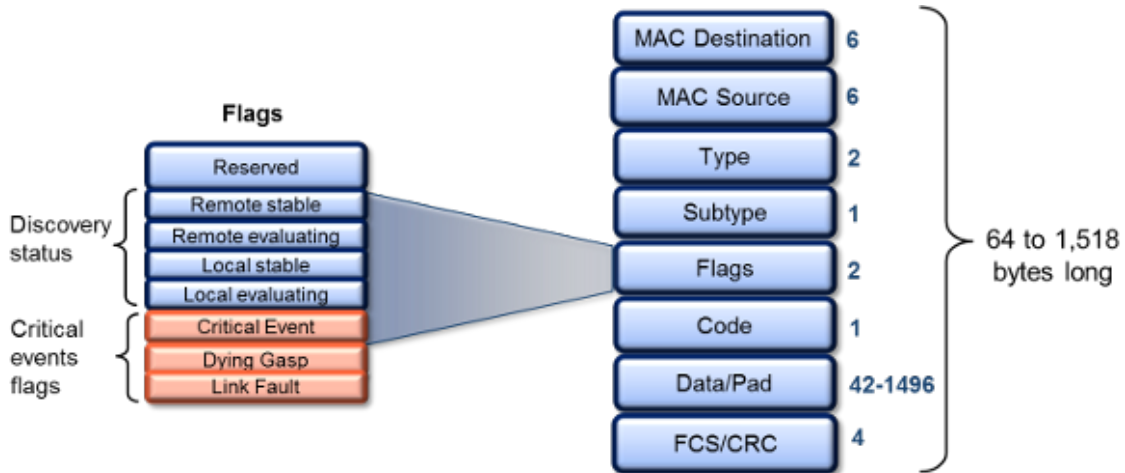 Flags
Reserved
Remote stable
Remote evaluating
Local stable
Local evaluating
Critical Event
Dying Gasp
Link Fault
Discovery
status
Critical
events
flags
MAC Destination 6
MAC Source 6
Type 2
Subtype 1
Flags 2
Code 1
Data/Pad 42-1496
FCS/CRC 4
64 to 1,518
bytes long